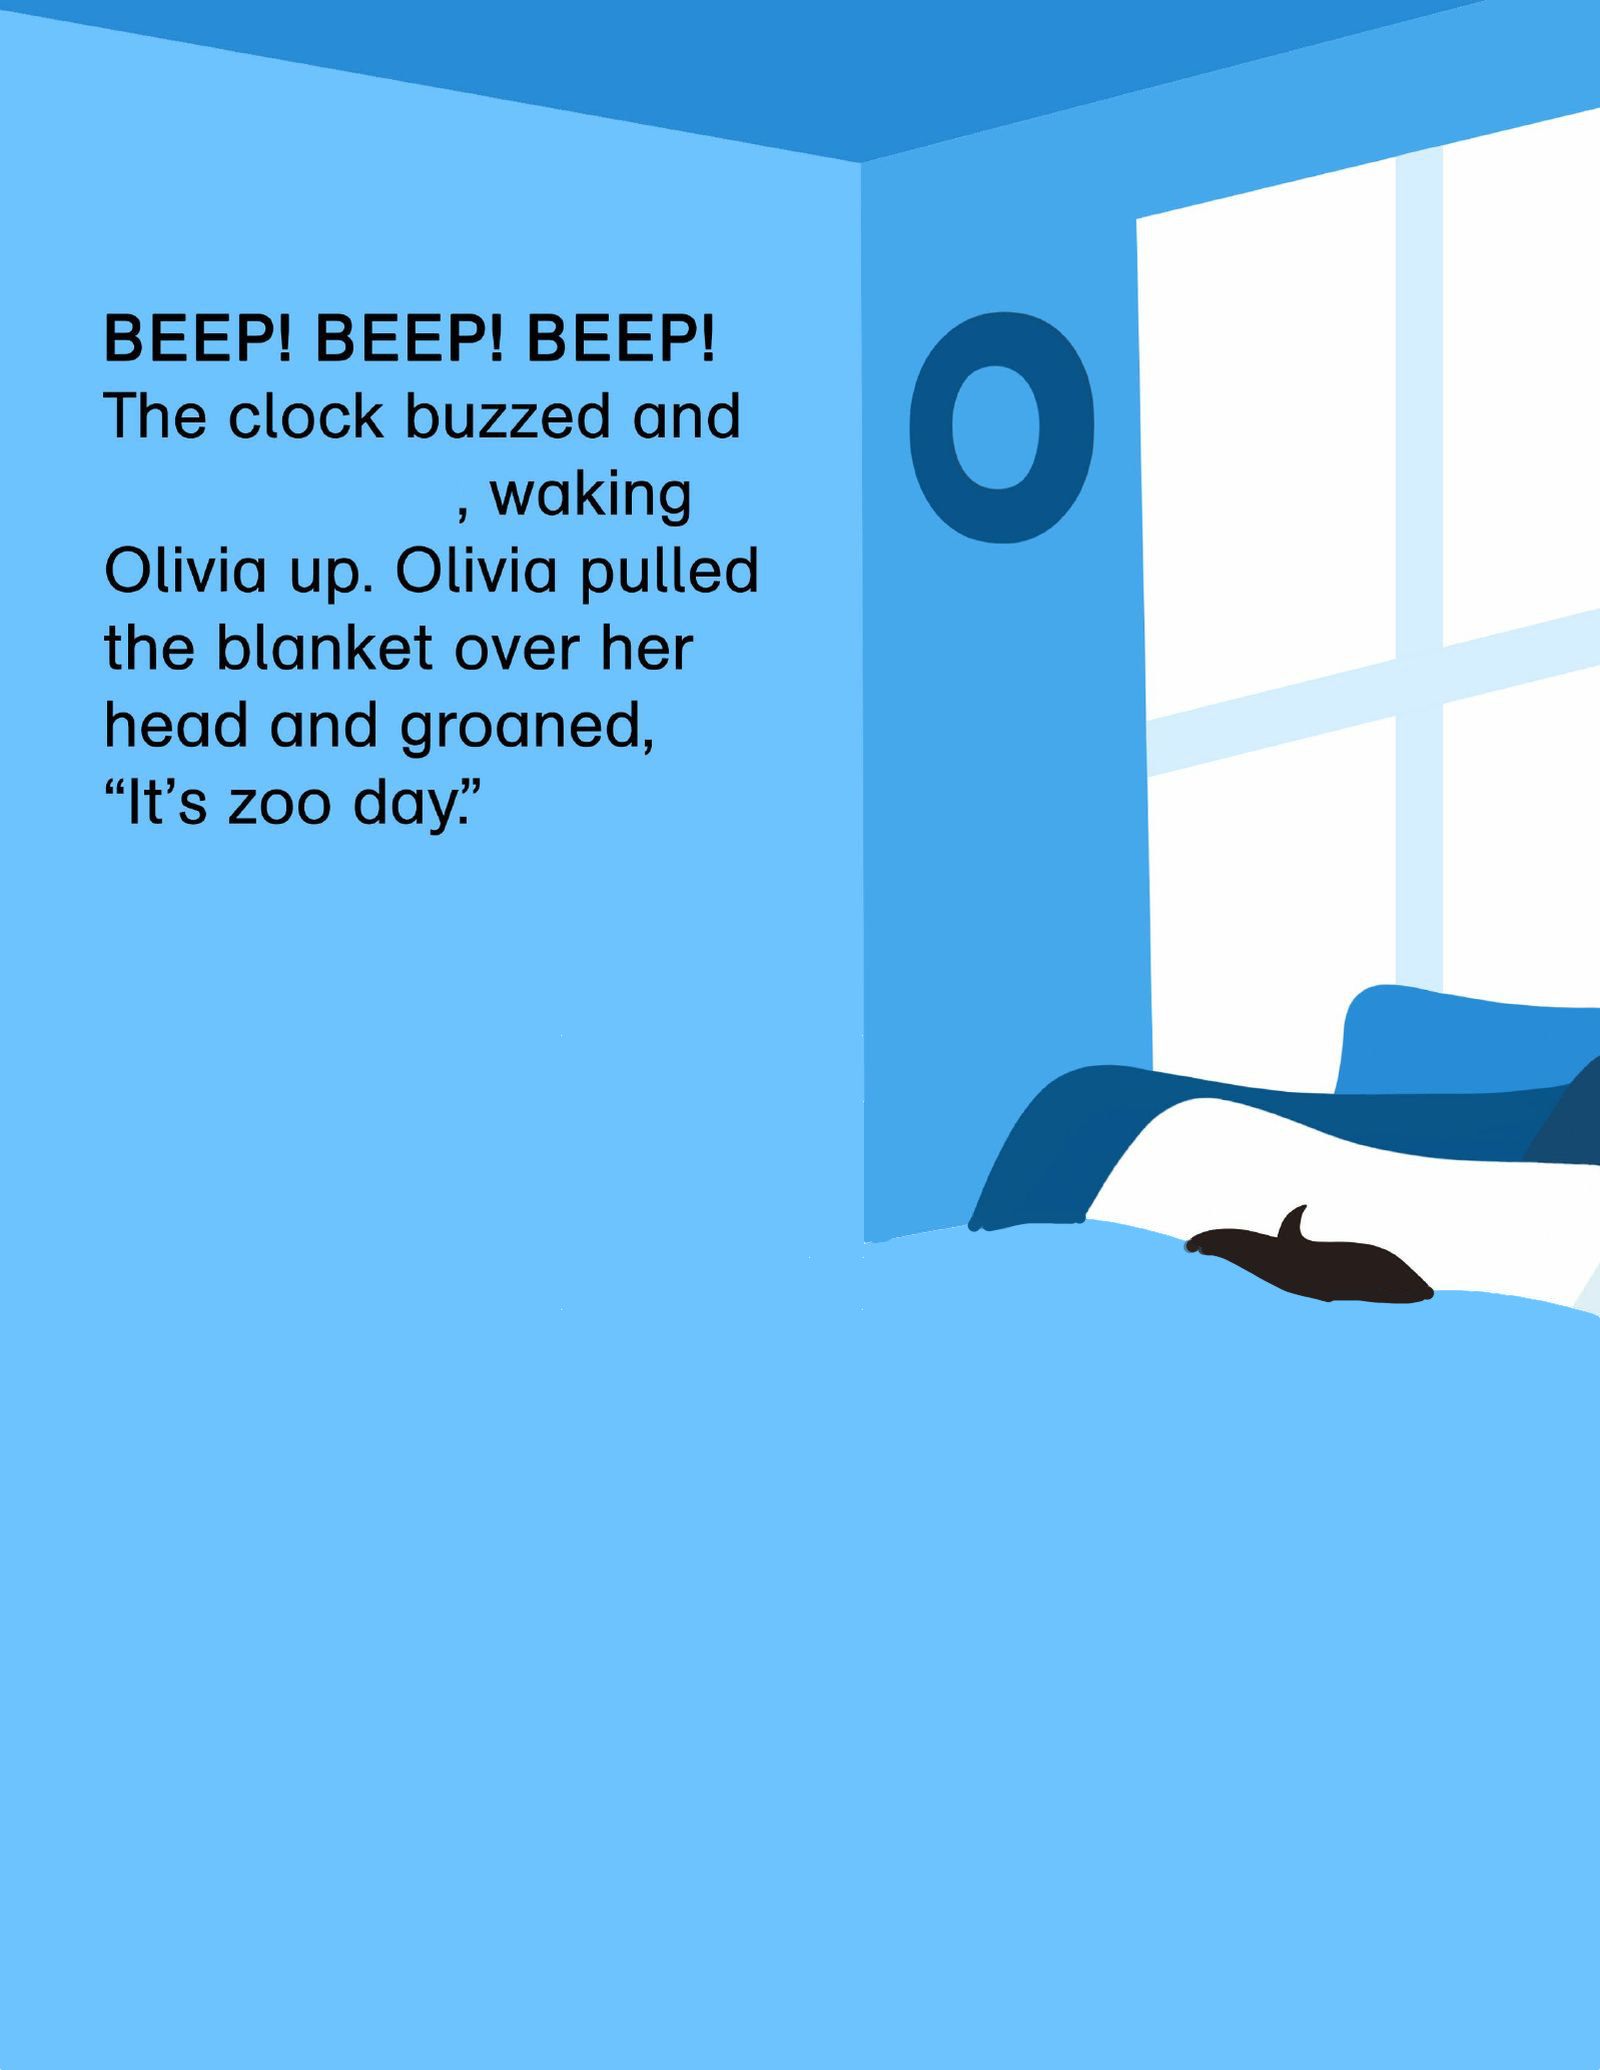 BEEP! BEEP! BEEP!
The clock buzzed and
, waking
Olivia up. Olivia pulled
the blanket over her
head and groaned,
“It’s zoo day.”
O